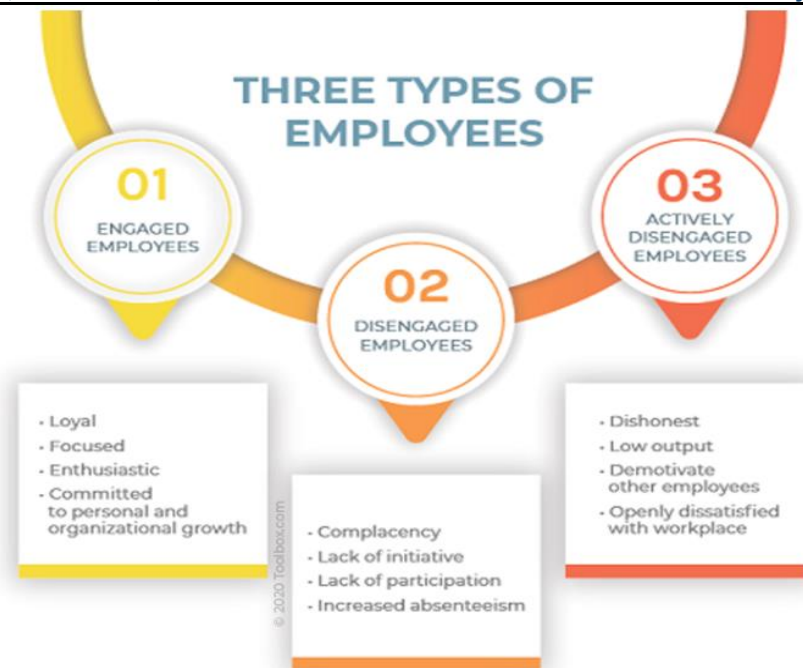 THREE TYPES OF
EMPLOYEES
01
ENGAGED
EMPLOYEES
02
DISENGAGED
EMPLOYEES
03
ACTIVELY
DISENGAGED
EMPLOYEES
• Loyal
• Focused
• Enthusiastic
• Committed
to personal and
organizational growth
• Complacency
• Lack of initiative
• Lack of participation
• Increased absenteeism
• Dishonest
• Low output
• Demotivate
other employees
• Openly dissatisfied
with workplace
© 2020 Toolbox.com